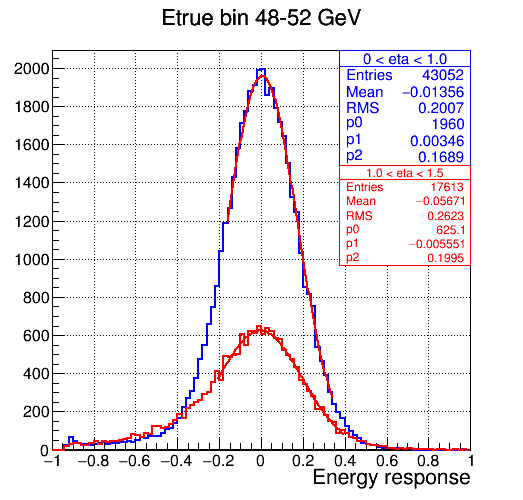 Etrue bin 48-52 GeV
0 < eta < 1.0
Entries 43052
Mean −0.01356
RMS 0.2007
p0 1960
p1 0.00346
p2 0.1689
1.0 < eta < 1.5
Entries 17613
Mean −0.05671
RMS 0.2623
p0 625.1
p1 −0.005551
p2 0.1995
2000
1800
1600
1400
1200
1000
800
600
400
200
0
−1 −0.8 −0.6 −0.4 −0.2 0 0.2 0.4 0.6 0.8 1
Energy response